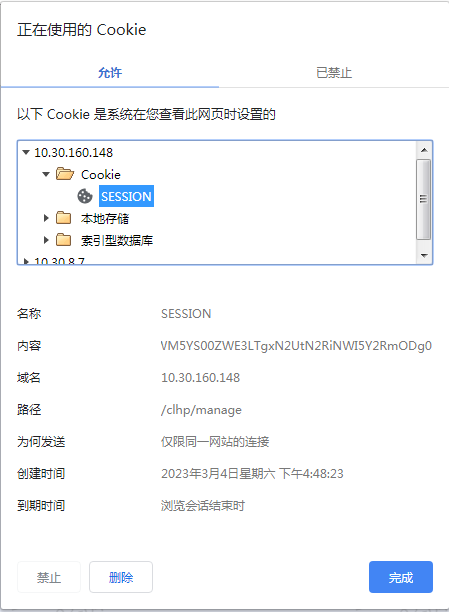 正在使用的 Cookie
允许
已禁止
以下 Cookie 是系统在您查看此网页时设置的
10.30.160.148
Cookie
SESSION
本地存储
索引型数据库
10.30.8.7
名称 SESSION
内容 VM5YS00ZWE3LTgxN2UtN2RiNWI5Y2RmODg0
域名 10.30.160.148
路径 /clhp/manage
为何发送 仅限同一网站的连接
创建时间 2023年3月4日星期六 下午4:48:23
到期时间 浏览会话结束时
禁止 删除 完成